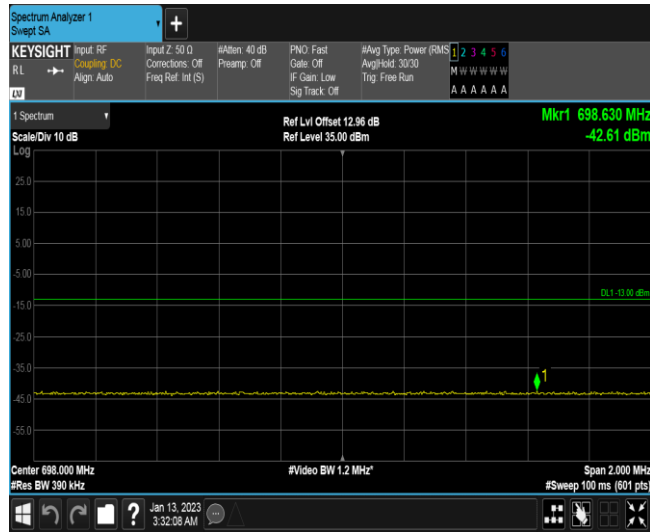 Spectrum Analyzer 1
Swept SA
+
KEYSIGHT
RL
LXI
Input: RF
Coupling: DC
Align: Auto
Input Z: 50 Ω
Corrections: Off
Freq Ref: Int (S)
#Atten: 40 dB
Preamp: Off
PNO: Fast
Gate: Off
IF Gain: Low
Sig Track: Off
#Avg Type: Power (RMS
Avg|Hold: 30/30
Trig: Free Run
1 2 3 4 5 6
M W W W W W
A A A A A A
1 Spectrum
Scale/Div 10 dB
Log
Ref Lvl Offset 12.96 dB
Ref Level 35.00 dBm
Mkr1 698.630 MHz
-42.61 dBm
25.0
15.0
5.00
-5.00
DL1 -13.00 dBm
-15.0
-25.0
-35.0
1
-45.0
-55.0
Center 698.000 MHz
#Video BW 1.2 MHz*
Span 2.000 MHz
#Res BW 390 kHz
#Sweep 100 ms (601 pts)
?
Jan 13, 2023
3:32:08 AM